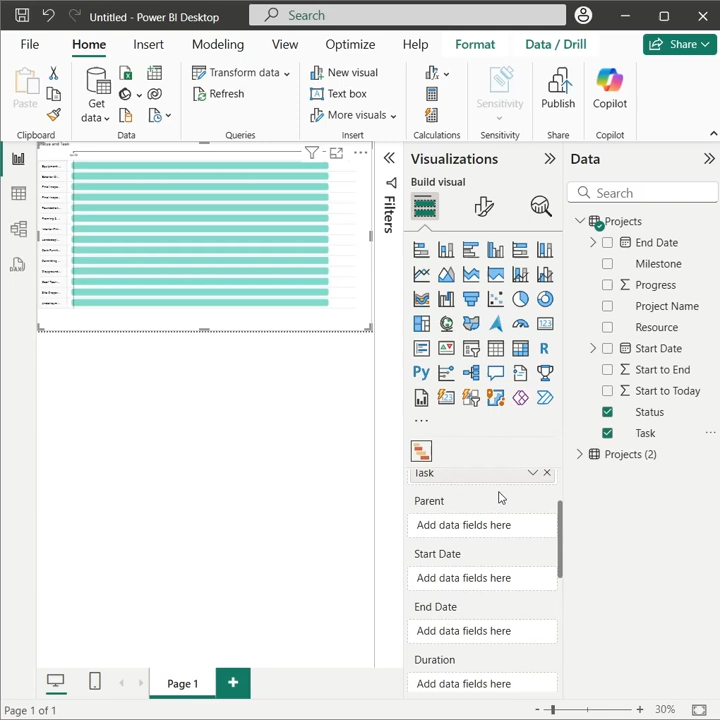 Untitled - Power BI Desktop
Search
File
Home
Insert
Modeling
View
Optimize
Help
Format
Data / Drill
Share
Paste
Get data
Transform data
Refresh
New visual
Text box
More visuals
Sensitivity
Publish
Copilot
Clipboard
Data
Queries
Insert
Calculations
Sensitivity
Share
Copilot
Filters
Visualizations
Build visual
R
Py
123
Task
Parent
Add data fields here
Start Date
Add data fields here
End Date
Add data fields here
Duration
Add data fields here
Data
Search
Projects
End Date
Milestone
Progress
Project Name
Resource
Start Date
Start to End
Start to Today
Status
Task
Projects (2)
Page 1
Page 1 of 1
30%